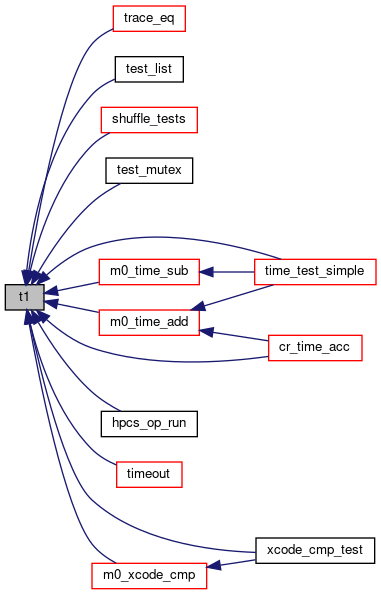 trace_eq
test_list
shuffle_tests
test_mutex
m0_time_sub
time_test_simple
t1
m0_time_add
cr_time_acc
hpcs_op_run
timeout
xcode_cmp_test
m0_xcode_cmp